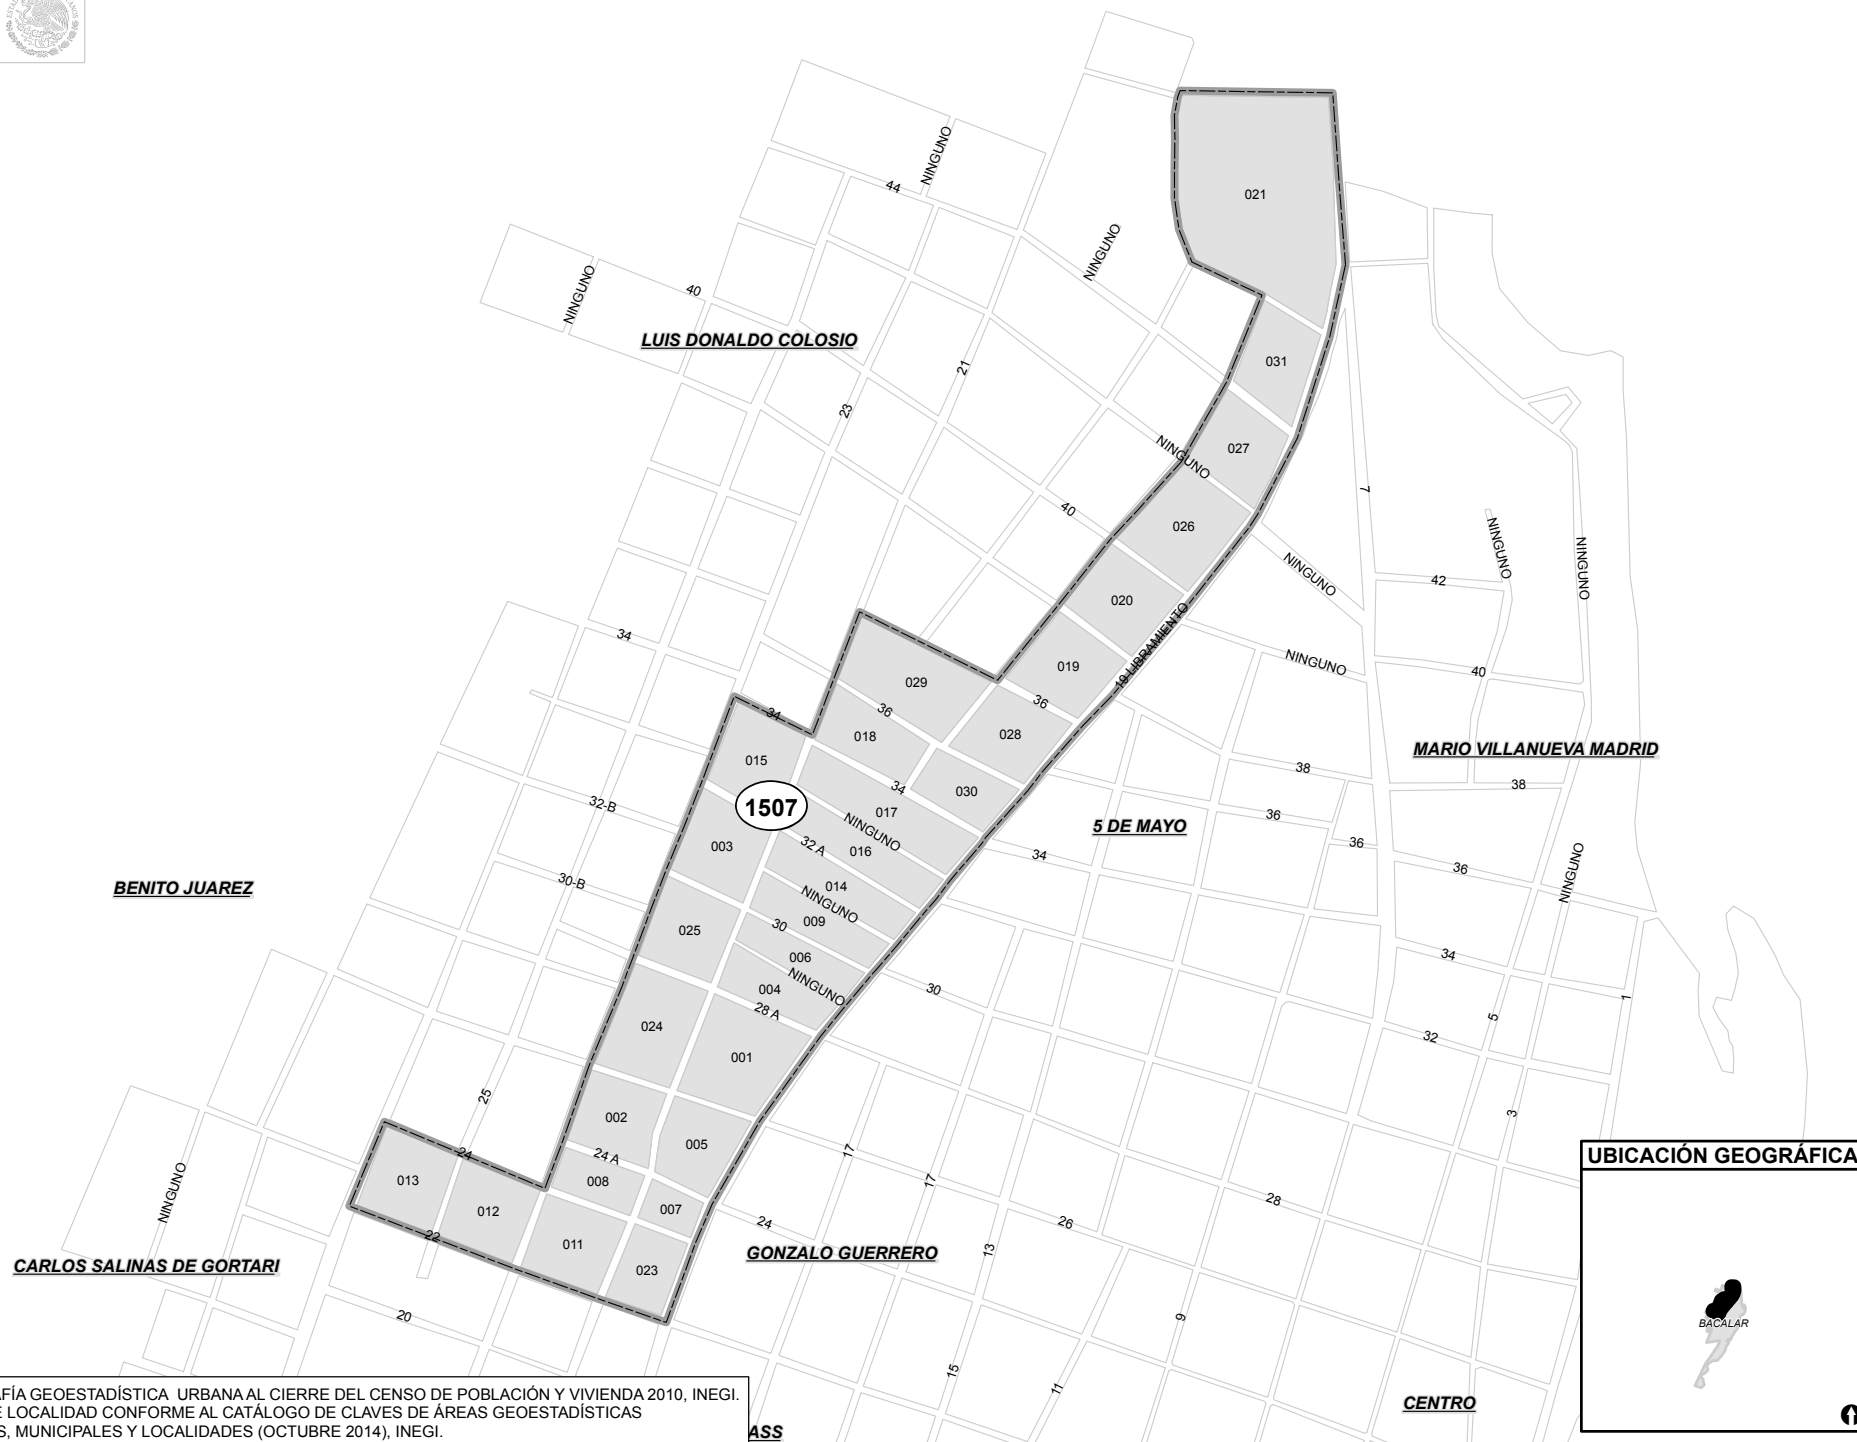 NINGUNO
44
021
NINGUNO
NINGUNO
40
LUIS DONALDO COLOSIO
21
031
23
NINGUNO
027
7
40
026
NINGUNO
NINGUNO
NINGUNO
42
020
19 LIBRAMIENTO
34
NINGUNO
019
40
029
36
36
34
018
028
MARIO VILLANUEVA MADRID
015
38
38
030
34
1507
32-B
017
36
NINGUNO
5 DE MAYO
36
003
32 A
016
34
36
NINGUNO
30-B
014
BENITO JUAREZ
NINGUNO
009
30
025
006
34
NINGUNO
004
30
1
28 A
5
024
32
001
25
3
002
005
17
24
24 A
013
008
17
NINGUNO
28
007
012
24
26
22
011
13
GONZALO GUERRERO
CARLOS SALINAS DE GORTARI
023
20
9
15
11
CENTRO
ASS
UBICACIÓN GEOGRÁFICA
BACALAR
AFÍA GEOESTADÍSTICA URBANA AL CIERRE DEL CENSO DE POBLACIÓN Y VIVIENDA 2010, INEGI.
E LOCALIDAD CONFORME AL CATÁLOGO DE CLAVES DE ÁREAS GEOESTADÍSTICAS
S, MUNICIPALES Y LOCALIDADES (OCTUBRE 2014), INEGI.